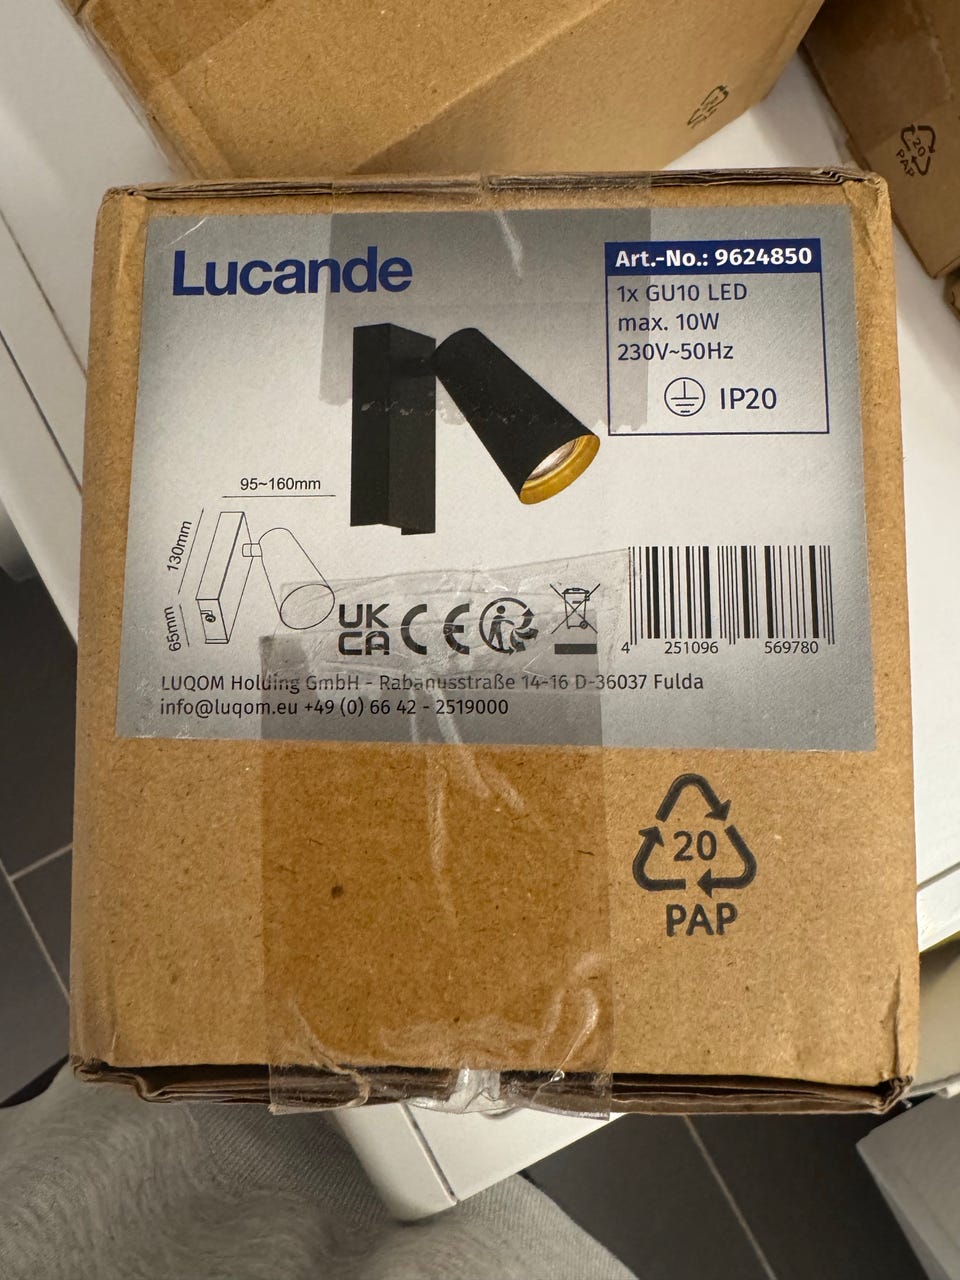 Lucande
Art.-No.: 9624850
1x GU10 LED
max. 10W
230V~50Hz
IP20
95~160mm
130mm
65mm
UK
CA CE
4 251096 569780
LUQOM Holding GmbH - Rabanusstraße 14-16 D-36037 Fulda
info@luqom.eu +49 (0) 66 42 - 2519000
20
PAP
20
PAP